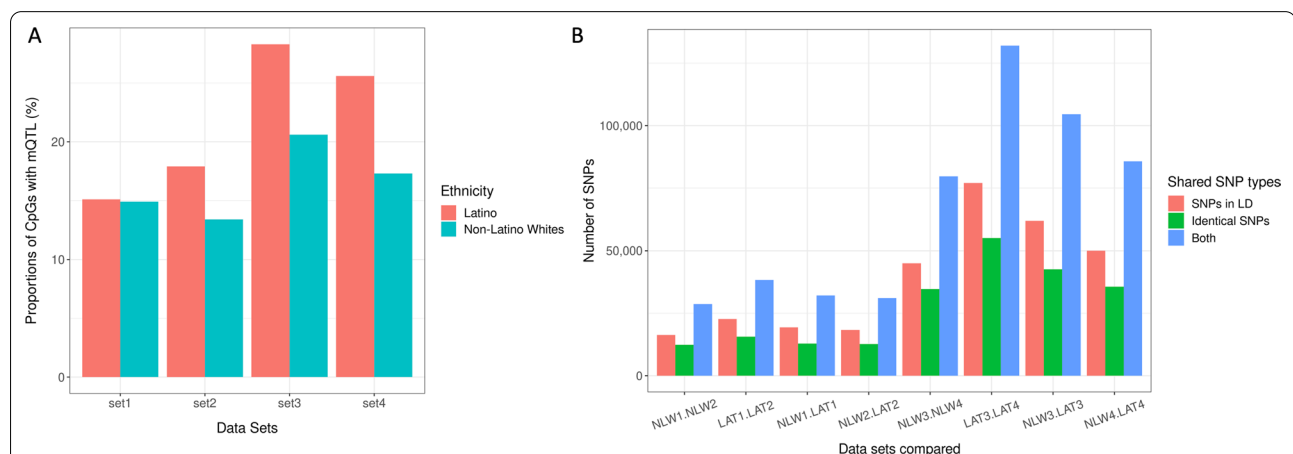 A
Proportions of CpGs with mQTL (%)
20
10
0
set1 set2 set3 set4
Data Sets
Ethnicity
Latino
Non-Latino Whites
B
Number of SNPs
100,000
50,000
0
NLW1.NLW2 LAT1.LAT2 NLW1.LAT1 NLW2.LAT2 NLW3.NLW4 LAT3.LAT4 NLW3.LAT3 NLW4.LAT4
Data sets compared
Shared SNP types
SNPs in LD
Identical SNPs
Both